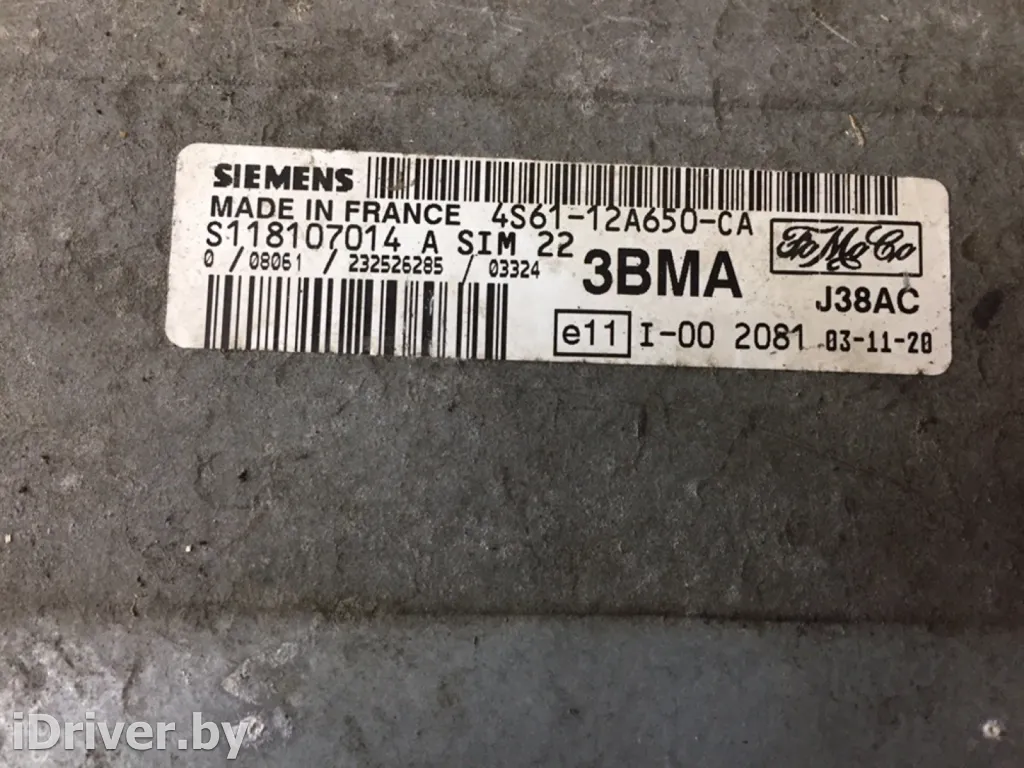 SIEMENS
MADE IN FRANCE 4S61-12A650-CA
S118107014 A SIM 22
FoMoCo
0 / 08061 / 232526285 / 03324
3BMA
J38AC
e11 I-00 2081 03-11-20
iDriver.by